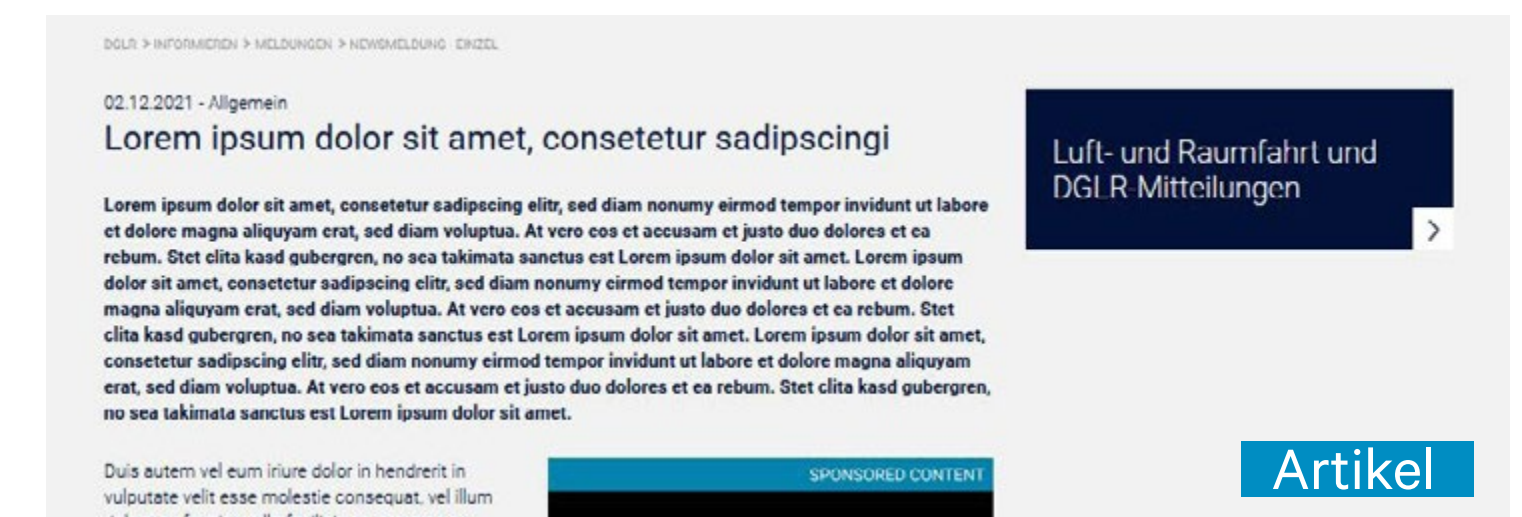 DGLR > INFORMIEREN > MELDUNGEN > NEWSMELDUNG EINZEL
02.12.2021 - Allgemein
Lorem ipsum dolor sit amet, consetetur sadipscingi
Lorem ipsum dolor sit amet, consetetur sadipscing elitr, sed diam nonumy eirmod tempor invidunt ut labore
et dolore magna aliquyam erat, sed diam voluptua. At vero eos et accusam et justo duo dolores et ea
rebum. Stet clita kasd gubergren, no sea takimata sanctus est Lorem ipsum dolor sit amet. Lorem ipsum
dolor sit amet, consetetur sadipscing elitr, sed diam nonumy eirmod tempor invidunt ut labore et dolore
magna aliquyam erat, sed diam voluptua. At vero eos et accusam et justo duo dolores et ea rebum. Stet
clita kasd gubergren, no sea takimata sanctus est Lorem ipsum dolor sit amet. Lorem ipsum dolor sit amet,
consetetur sadipscing elitr, sed diam nonumy eirmod tempor invidunt ut labore et dolore magna aliquyam
erat, sed diam voluptua. At vero eos et accusam et justo duo dolores et ea rebum. Stet clita kasd gubergren,
no sea takimata sanctus est Lorem ipsum dolor sit amet.
Duis autem vel eum iriure dolor in hendrerit in
vulputate velit esse molestie consequat, vel illum
SPONSORED CONTENT
Luft- und Raumfahrt und
DGLR-Mitteilungen
Artikel